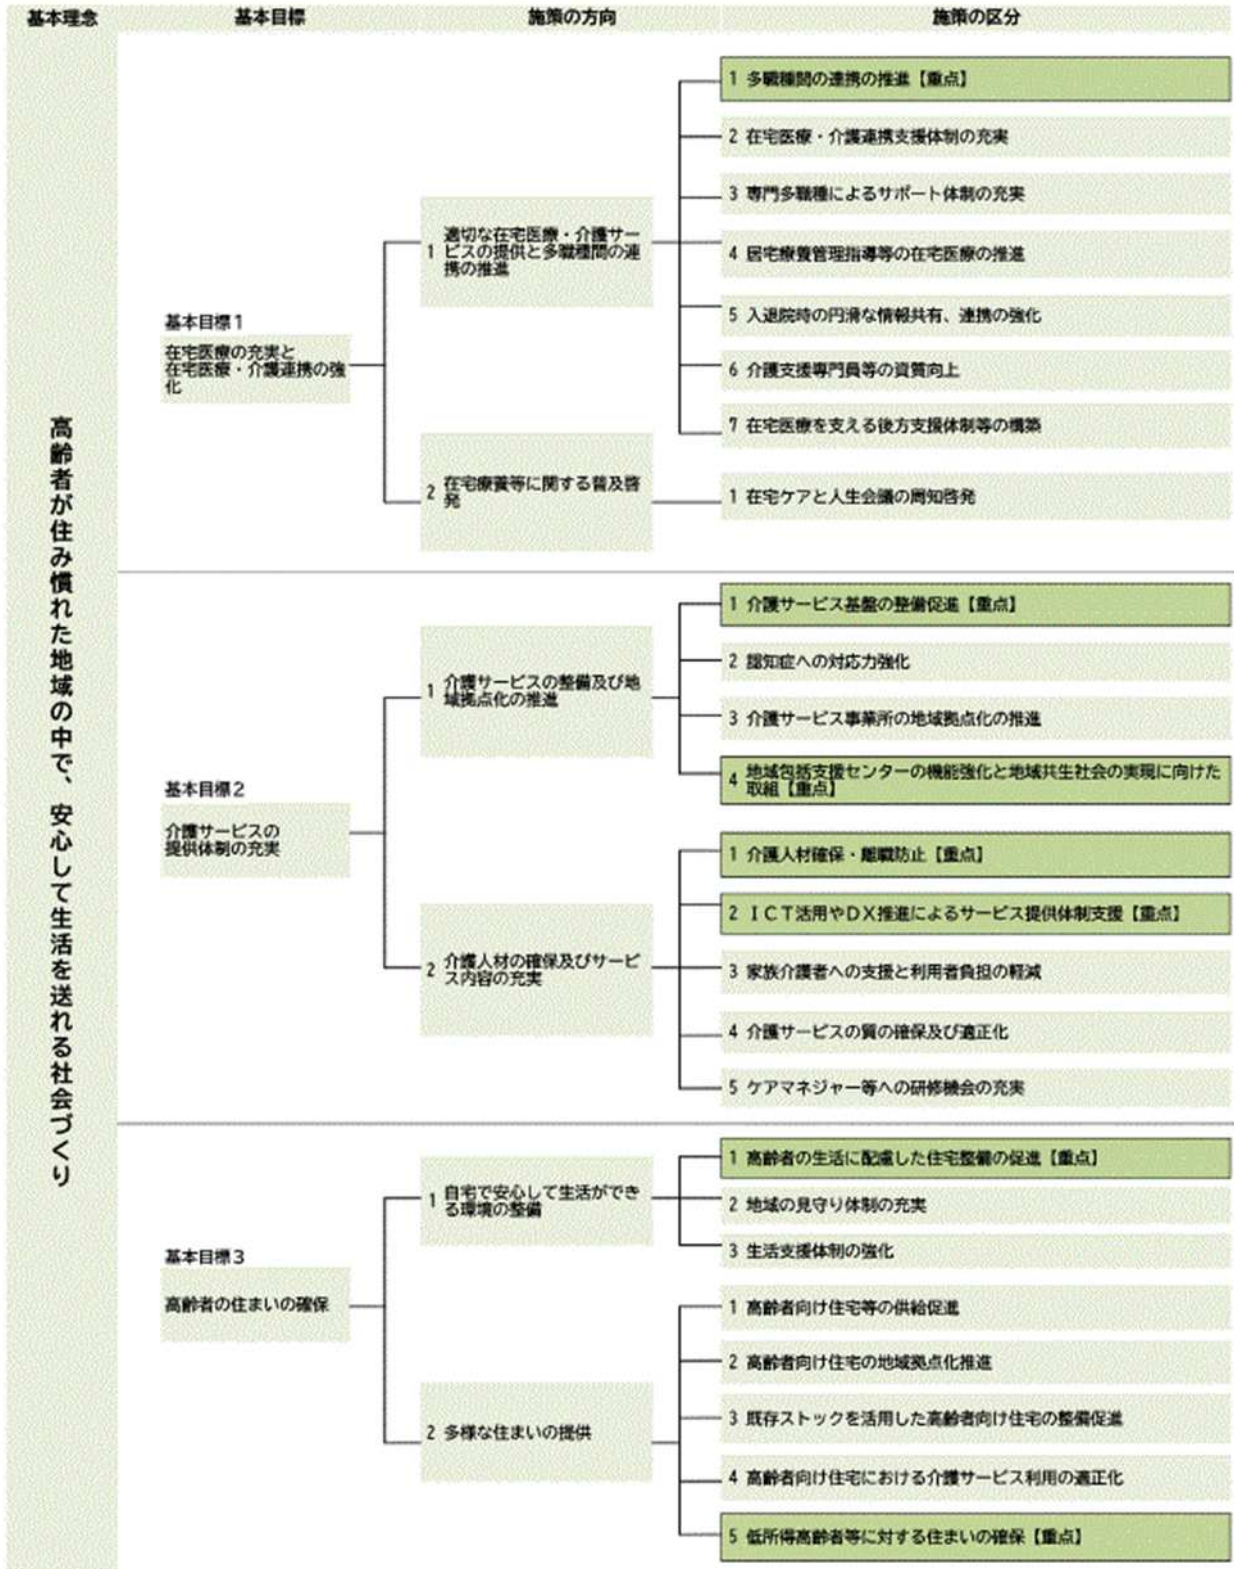 基本理念 基本目標 施策の方向 施策の区分
高齢者が住み慣れた地域の中で、安心して生活を送れる社会づくり
基本目標1
在宅医療の充実と
在宅医療・介護連携の強
化
1 適切な在宅医療・介護サー
ビスの提供と多職種間の連
携の推進
1 多職種間の連携の推進【重点】
2 在宅医療・介護連携支援体制の充実
3 専門多職種によるサポート体制の充実
4 居宅療養管理指導等の在宅医療の推進
5 入退院時の円滑な情報共有、連携の強化
6 介護支援専門員等の資質向上
7 在宅医療を支える後方支援体制等の構築
2 在宅療養等に関する普及啓
発
1 在宅ケアと人生会議の周知啓発
基本目標2
介護サービスの
提供体制の充実
1 介護サービスの整備及び地
域拠点化の推進
1 介護サービス基盤の整備促進【重点】
2 認知症への対応力強化
3 介護サービス事業所の地域拠点化の推進
4 地域包括支援センターの機能強化と地域共生社会の実現に向けた
取組【重点】
2 介護人材の確保及びサービ
ス内容の充実
1 介護人材確保・離職防止【重点】
2 ＩＣＴ活用やＤＸ推進によるサービス提供体制支援【重点】
3 家族介護者への支援と利用者負担の軽減
4 介護サービスの質の確保及び適正化
5 ケアマネジャー等への研修機会の充実
基本目標3
高齢者の住まいの確保
1 自宅で安心して生活ができ
る環境の整備
1 高齢者の生活に配慮した住宅整備の促進【重点】
2 地域の見守り体制の充実
3 生活支援体制の強化
2 多様な住まいの提供
1 高齢者向け住宅等の供給促進
2 高齢者向け住宅の地域拠点化推進
3 既存ストックを活用した高齢者向け住宅の整備促進
4 高齢者向け住宅における介護サービス利用の適正化
5 低所得高齢者等に対する住まいの確保【重点】